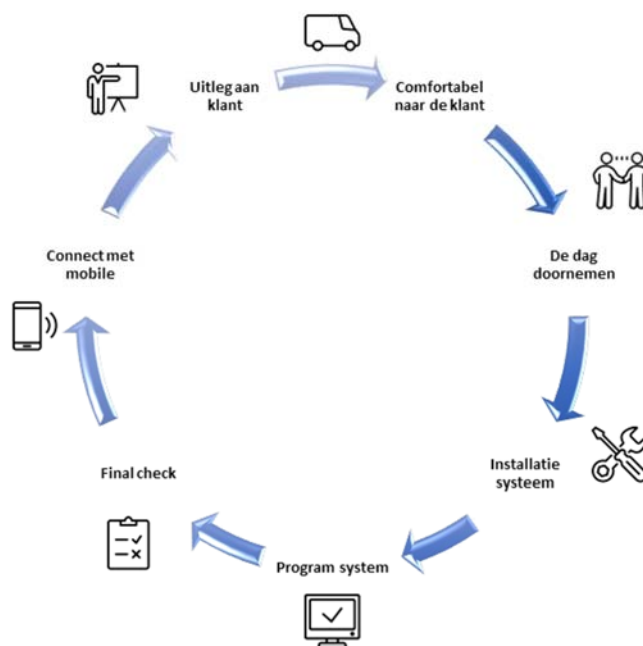 Uitleg aan
klant
Comfortabel
naar de klant
De dag
doornemen
Installatie
systeem
Program system
Final check
Connect met
mobile